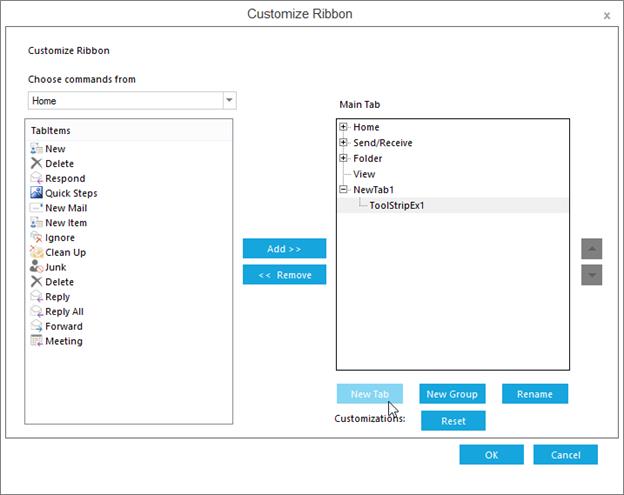 Customize Ribbon
x
Customize Ribbon
Choose commands from
Home
TabItems
New
Delete
Respond
Quick Steps
New Mail
New Item
Ignore
Clean Up
Junk
Delete
Reply
Reply All
Forward
Meeting
Add >>
<< Remove
Main Tab
Home
Send/Receive
Folder
View
NewTab1
ToolStripEx1
New Tab
New Group
Rename
Customizations:
Reset
OK
Cancel